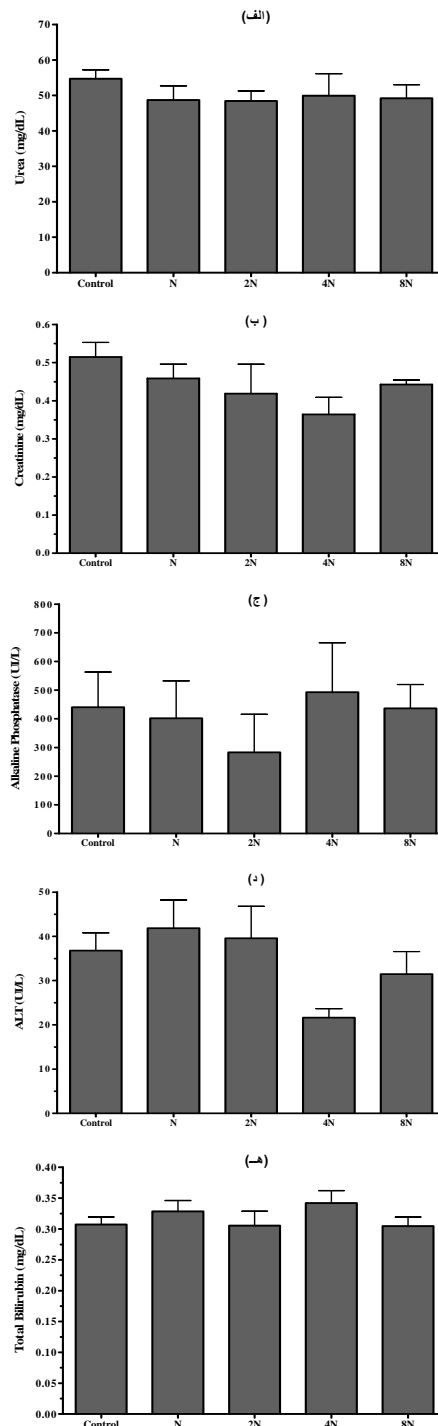 (الف)
70
60
50
40
30
20
10
0
Urea (mg/dL)
Control N 2N 4N 8N
(ب)
0.6
0.5
0.4
0.3
0.2
0.1
0.0
Creatinine (mg/dL)
Control N 2N 4N 8N
(ج)
800
700
600
500
400
300
200
100
0
Alkaline Phosphatase (UI/L)
Control N 2N 4N 8N
(د)
50
40
30
20
10
0
ALT (UI/L)
Control N 2N 4N 8N
(هـ)
0.40
0.35
0.30
0.25
0.20
0.15
0.10
0.05
0.00
Total Bilirubin (mg/dL)
Control N 2N 4N 8N